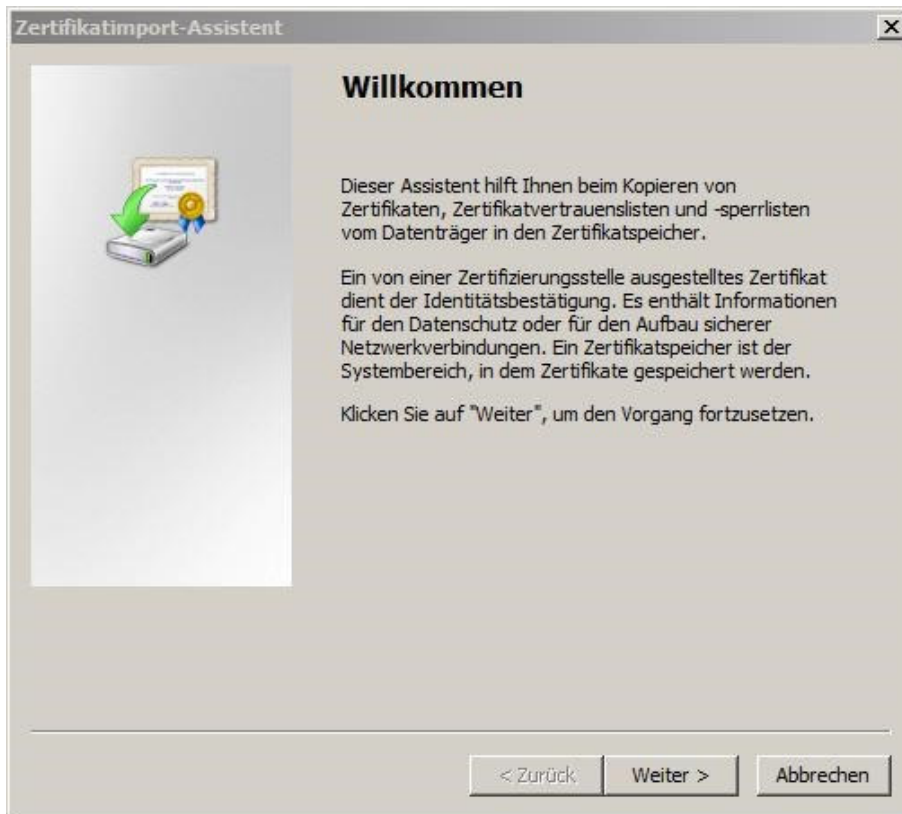 Zertifikatimport-Assistent
Willkommen
Dieser Assistent hilft Ihnen beim Kopieren von
Zertifikaten, Zertifikatvertrauenslisten und -sperrlisten
vom Datenträger in den Zertifikatspeicher.
Ein von einer Zertifizierungsstelle ausgestelltes Zertifikat
dient der Identitätsbestätigung. Es enthält Informationen
für den Datenschutz oder für den Aufbau sicherer
Netzwerkverbindungen. Ein Zertifikatspeicher ist der
Systembereich, in dem Zertifikate gespeichert werden.
Klicken Sie auf "Weiter", um den Vorgang fortzusetzen.
< Zurück Weiter > Abbrechen